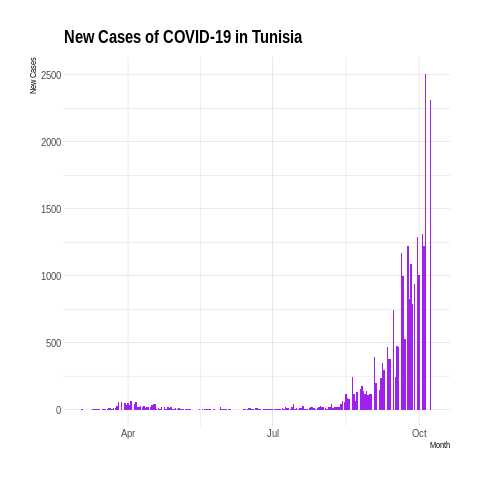 New Cases of COVID-19 in Tunisia
New Cases
2500
2000
1500
1000
500
0
Apr
Jul
Oct
Month